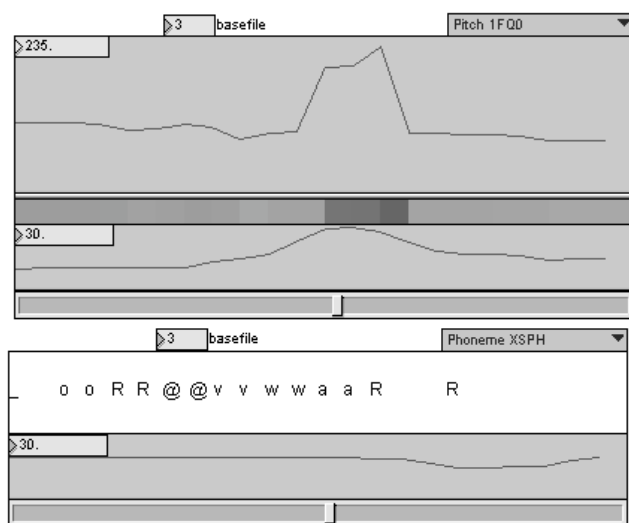 3 basefile Pitch 1FQ0
235.
30.
3 basefile Phoneme XSPH
_ o o R R @ @ v v w w a a R R
30.